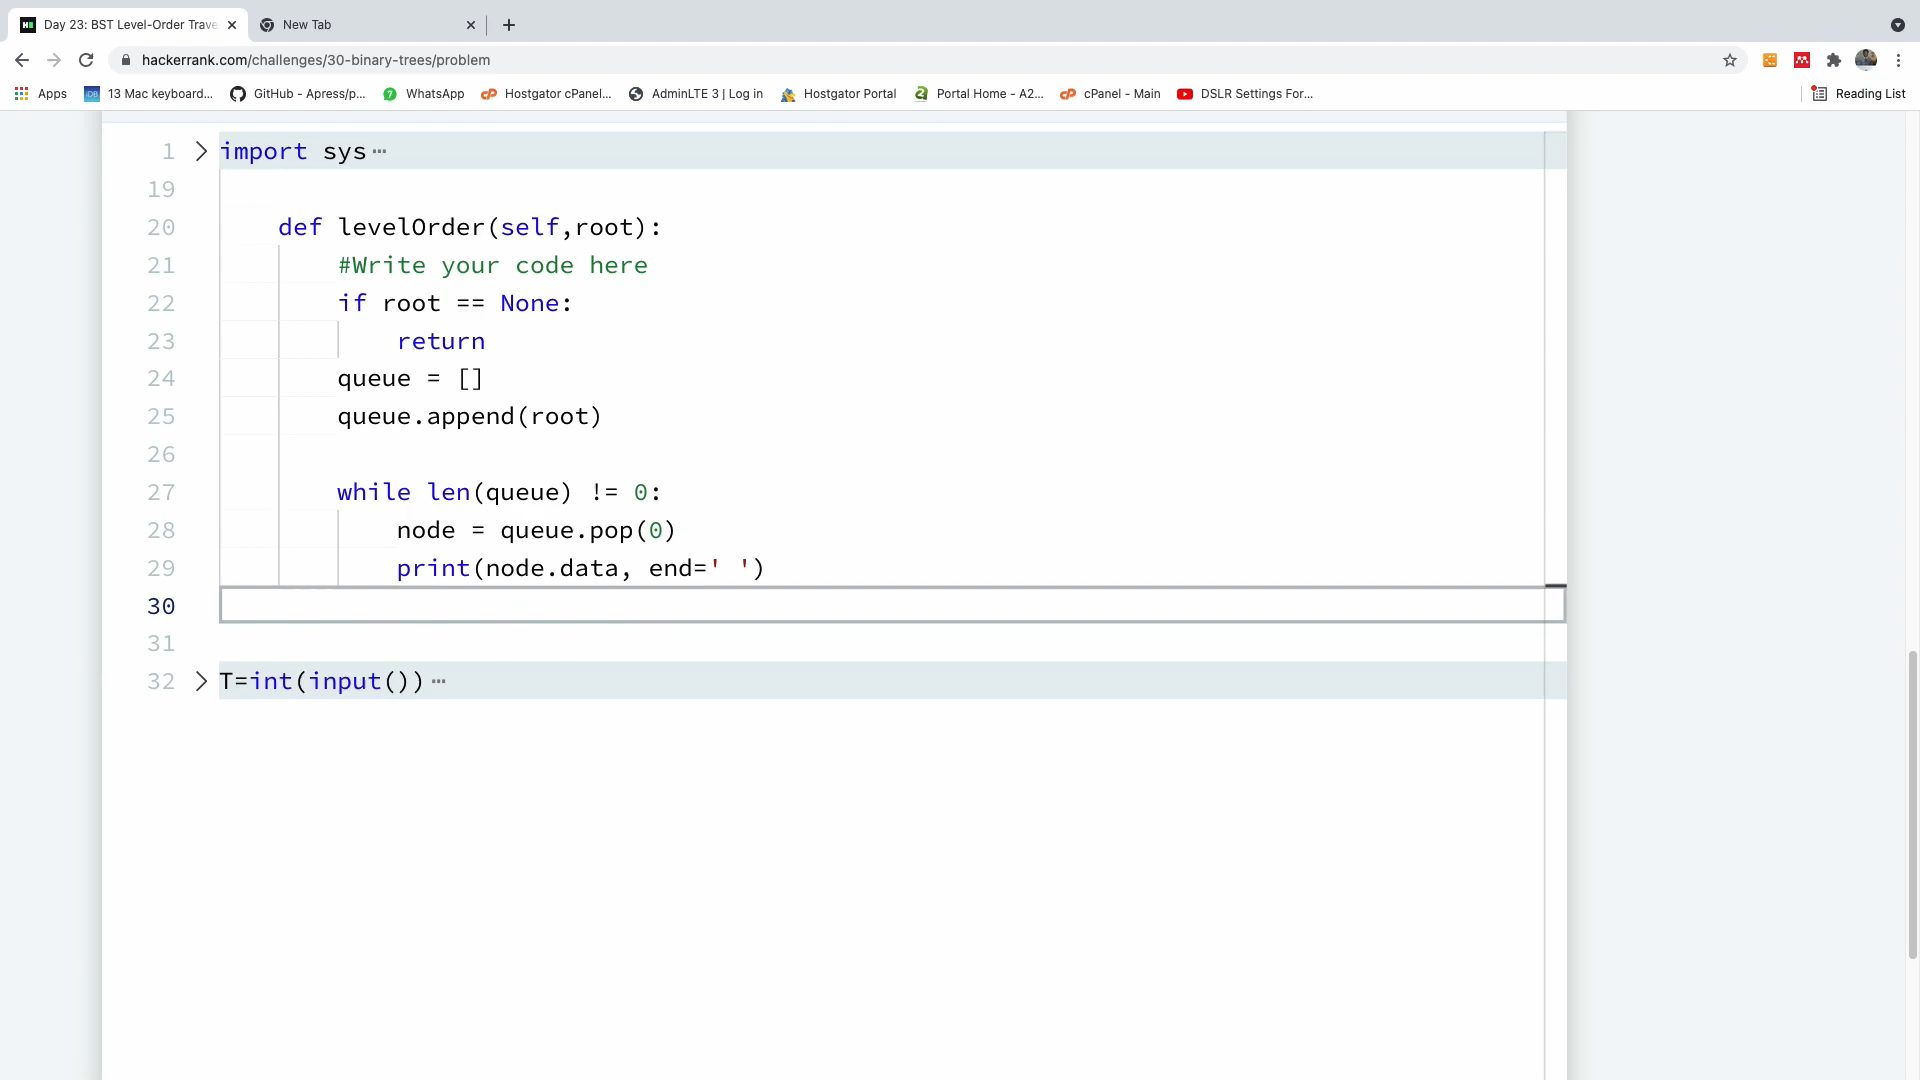 Day 23: BST Level-Order Trave
New Tab
hackerrank.com/challenges/30-binary-trees/problem
Apps 13 Mac keyboard... GitHub - Apress/p... WhatsApp Hostgator cPanel... AdminLTE 3 | Log in Hostgator Portal Portal Home - A2... cPanel - Main DSLR Settings For... Reading List
1 import sys
19
20 def levelOrder(self,root):
21 #Write your code here
22 if root == None:
23 return
24 queue = []
25 queue.append(root)
26
27 while len(queue) != 0:
28 node = queue.pop(0)
29 print(node.data, end=' ')
30
31
32 T=int(input())